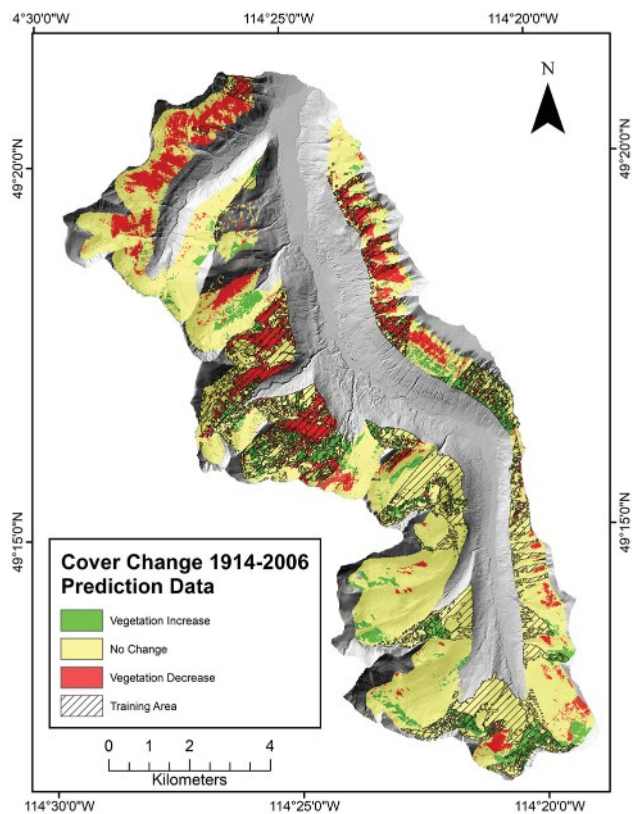 4°30'0"W 114°25'0"W 114°20'0"W
N
49°20'0"N
49°20'0"N
49°15'0"N
49°15'0"N
Cover Change 1914-2006
Prediction Data
Vegetation Increase
No Change
Vegetation Decrease
Training Area
0 1 2 4
Kilometers
114°30'0"W 114°25'0"W 114°20'0"W